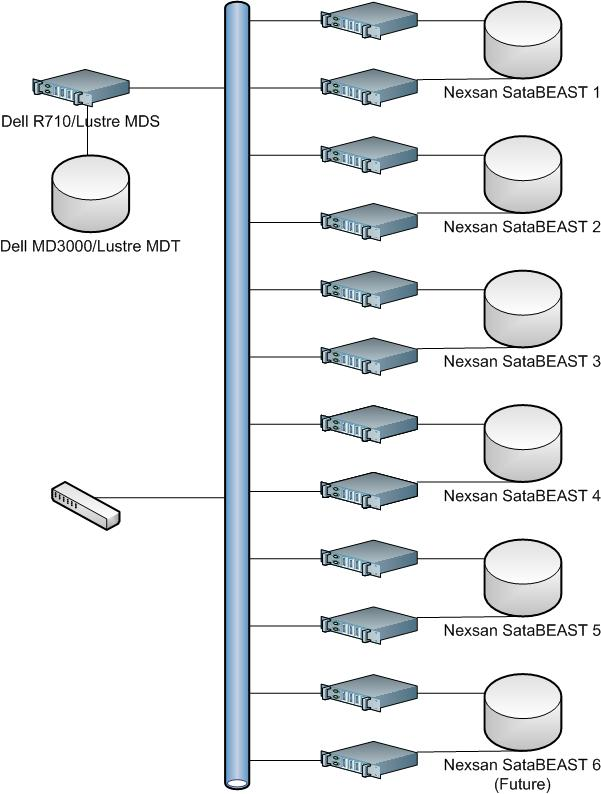 Nexsan SataBEAST 1
Dell R710/Lustre MDS
Nexsan SataBEAST 2
Dell MD3000/Lustre MDT
Nexsan SataBEAST 3
Nexsan SataBEAST 4
Nexsan SataBEAST 5
Nexsan SataBEAST 6
(Future)